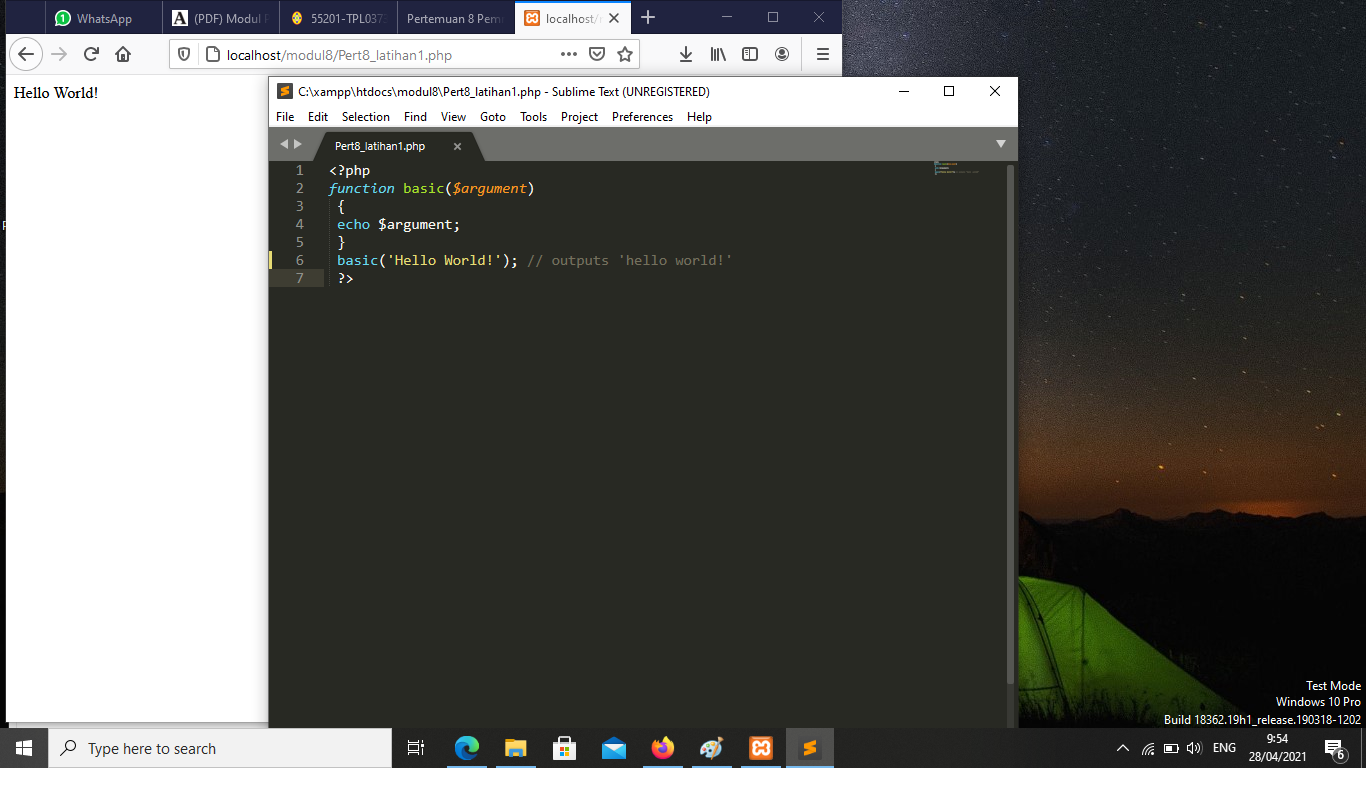 WhatsApp
(PDF) Modul
55201-TPL0373
Pertemuan 8 Pem
localhost/
localhost/modul8/Pert8_latihan1.php
Hello World!
C:\xampp\htdocs\modul8\Pert8_latihan1.php - Sublime Text (UNREGISTERED)
File Edit Selection Find View Goto Tools Project Preferences Help
Pert8_latihan1.php
1 <?php
2 function basic($argument)
3 {
4 echo $argument;
5 }
6 basic('Hello World!'); // outputs 'hello world!'
7 ?>
Test Mode
Windows 10 Pro
Build 18362.19h1_release.190318-1202
Type here to search
ENG
9:54
28/04/2021
6